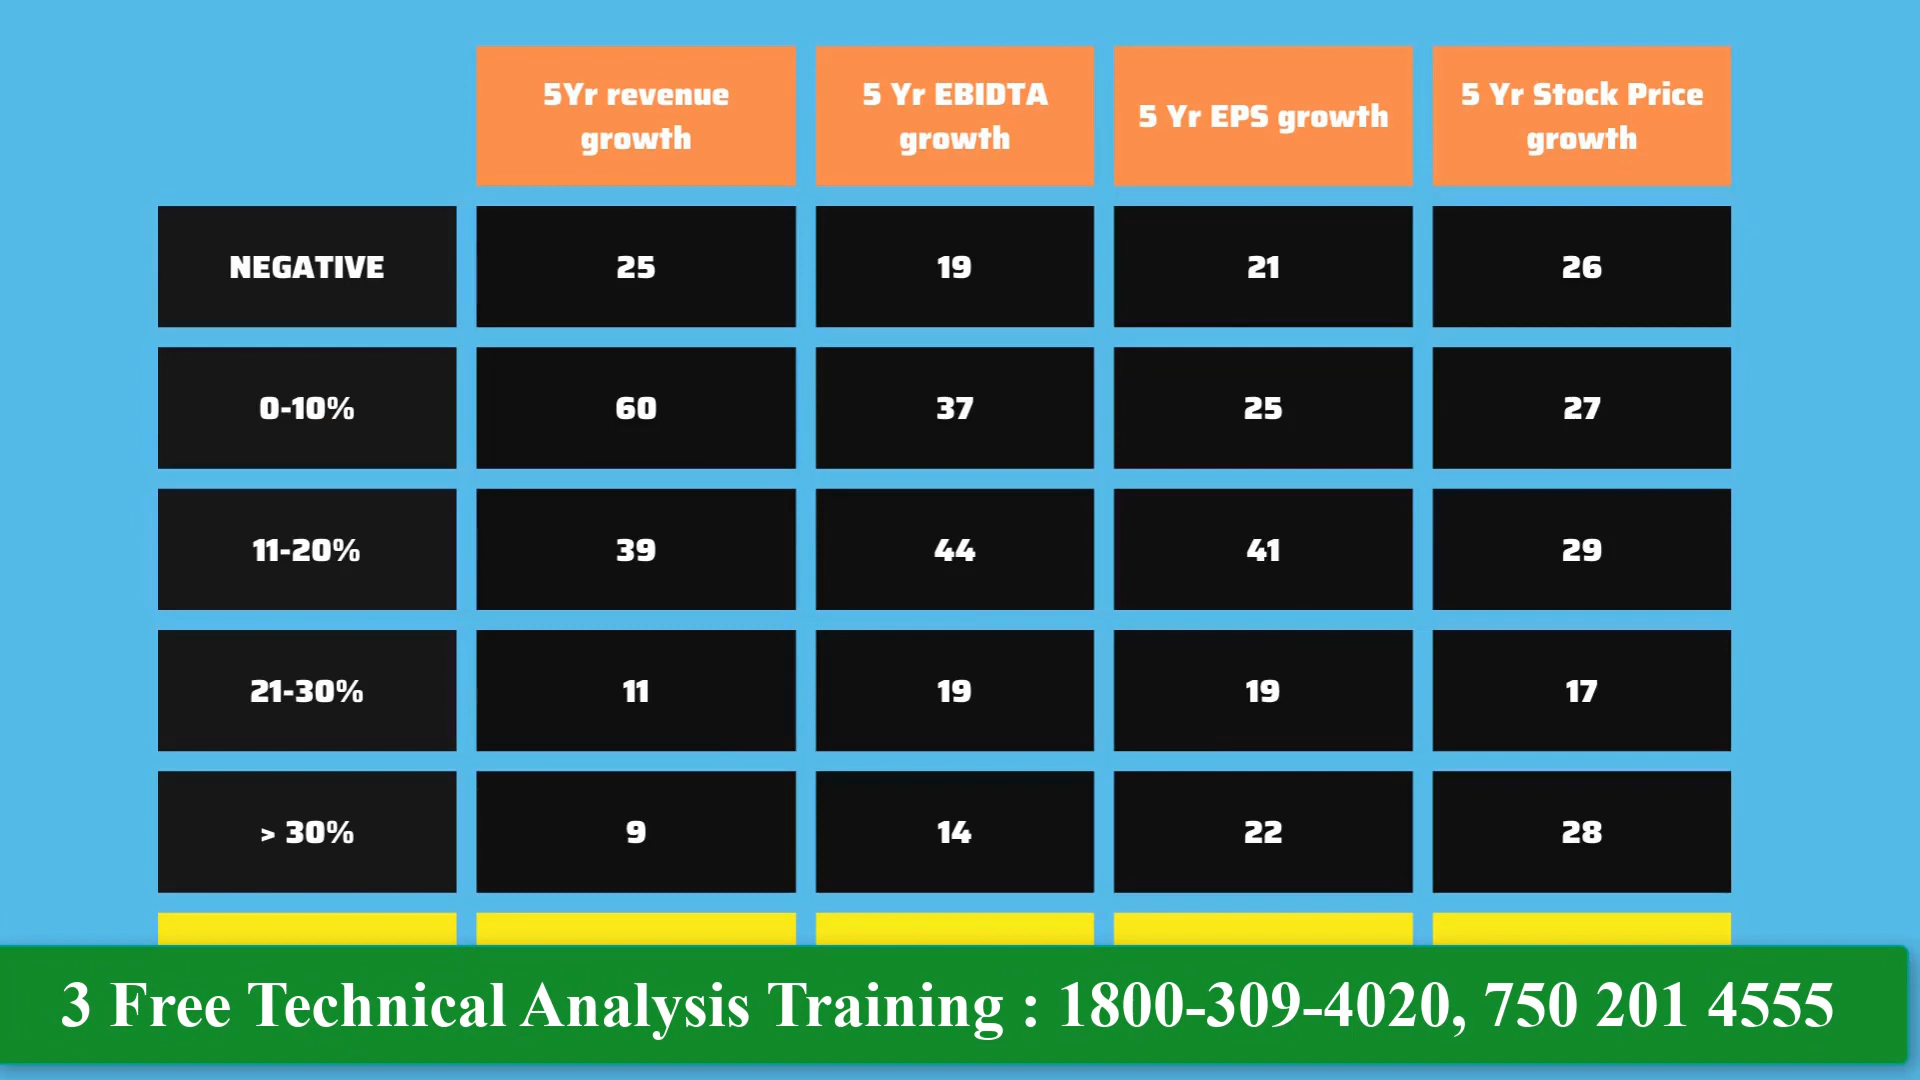 5Yr revenue growth
5 Yr EBIDTA growth
5 Yr EPS growth
5 Yr Stock Price growth
NEGATIVE 25 19 21 26
0-10% 60 37 25 27
11-20% 39 44 41 29
21-30% 11 19 19 17
> 30% 9 14 22 28
3 Free Technical Analysis Training : 1800-309-4020, 750 201 4555